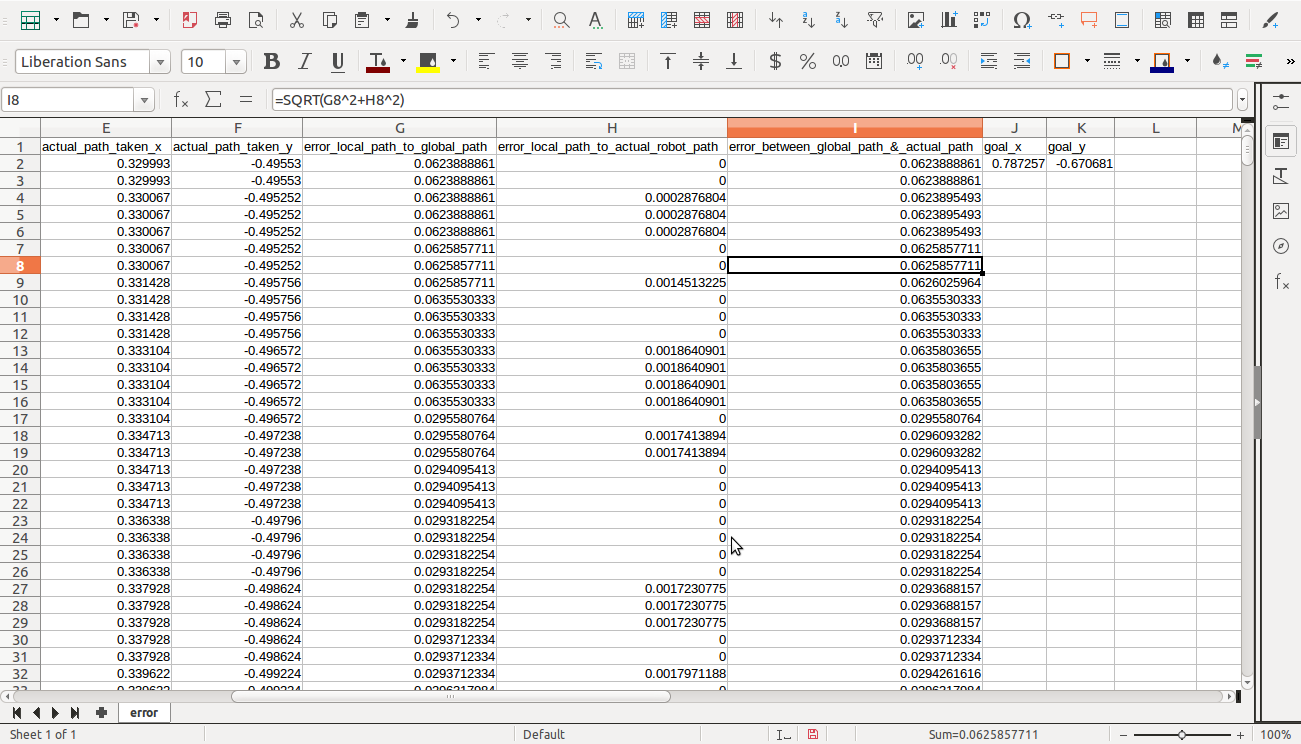 Liberation Sans 10
I8 =SQRT(G8^2+H8^2)
E F G H I J K L M
1 actual_path_taken_x actual_path_taken_y error_local_path_to_global_path error_local_path_to_actual_robot_path error_between_global_path_&_actual_path goal_x goal_y
2 0.329993 -0.49553 0.0623888861 0 0.0623888861 0.787257 -0.670681
3 0.329993 -0.49553 0.0623888861 0 0.0623888861
4 0.330067 -0.495252 0.0623888861 0.0002876804 0.0623895493
5 0.330067 -0.495252 0.0623888861 0.0002876804 0.0623895493
6 0.330067 -0.495252 0.0623888861 0.0002876804 0.0623895493
7 0.330067 -0.495252 0.0625857711 0 0.0625857711
8 0.330067 -0.495252 0.0625857711 0 0.0625857711
9 0.331428 -0.495756 0.0625857711 0.0014513225 0.0626025964
10 0.331428 -0.495756 0.0635530333 0 0.0635530333
11 0.331428 -0.495756 0.0635530333 0 0.0635530333
12 0.331428 -0.495756 0.0635530333 0 0.0635530333
13 0.333104 -0.496572 0.0635530333 0.0018640901 0.0635803655
14 0.333104 -0.496572 0.0635530333 0.0018640901 0.0635803655
15 0.333104 -0.496572 0.0635530333 0.0018640901 0.0635803655
16 0.333104 -0.496572 0.0635530333 0.0018640901 0.0635803655
17 0.333104 -0.496572 0.0295580764 0 0.0295580764
18 0.334713 -0.497238 0.0295580764 0.0017413894 0.0296093282
19 0.334713 -0.497238 0.0295580764 0.0017413894 0.0296093282
20 0.334713 -0.497238 0.0294095413 0 0.0294095413
21 0.334713 -0.497238 0.0294095413 0 0.0294095413
22 0.334713 -0.497238 0.0294095413 0 0.0294095413
23 0.336338 -0.49796 0.0293182254 0 0.0293182254
24 0.336338 -0.49796 0.0293182254 0 0.0293182254
25 0.336338 -0.49796 0.0293182254 0 0.0293182254
26 0.336338 -0.49796 0.0293182254 0 0.0293182254
27 0.337928 -0.498624 0.0293182254 0.0017230775 0.0293688157
28 0.337928 -0.498624 0.0293182254 0.0017230775 0.0293688157
29 0.337928 -0.498624 0.0293182254 0.0017230775 0.0293688157
30 0.337928 -0.498624 0.0293712334 0 0.0293712334
31 0.337928 -0.498624 0.0293712334 0 0.0293712334
32 0.339622 -0.499224 0.0293712334 0.0017971188 0.0294261616
error
Sheet 1 of 1 Default Sum=0.0625857711 100%